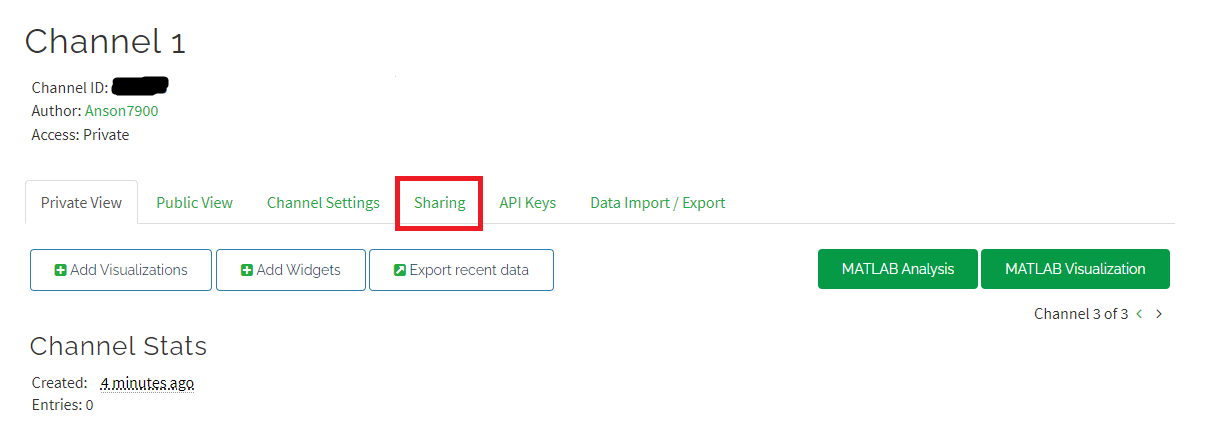 Channel 1
Channel ID:
Author: Anson7900
Access: Private
Private View Public View Channel Settings Sharing API Keys Data Import / Export
Add Visualizations Add Widgets Export recent data MATLAB Analysis MATLAB Visualization
Channel 3 of 3 < >
Channel Stats
Created: 4 minutes ago
Entries: 0